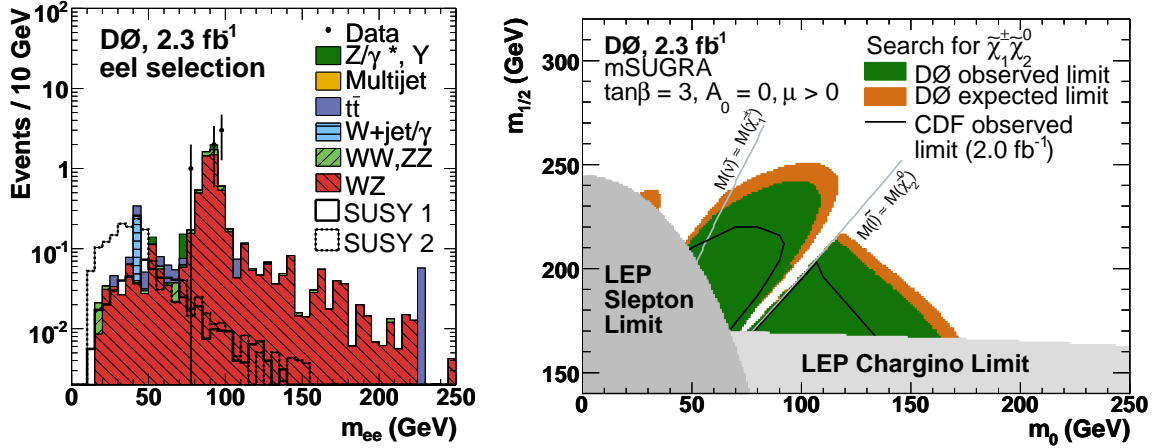 DØ, 2.3 fb⁻¹
eel selection
Data
Z/γ*, Υ
Multijet
tt̄
W+jet/γ
WW,ZZ
WZ
SUSY 1
SUSY 2
Events / 10 GeV
10
1
10⁻¹
10⁻²
0 50 100 150 200 250
m_ee (GeV)
DØ, 2.3 fb⁻¹
mSUGRA
tanβ = 3, A₀ = 0, μ > 0
Search for χ̃₁±χ̃₂⁰
DØ observed limit
DØ expected limit
CDF observed
limit (2.0 fb⁻¹)
M(ν̃) ≈ M(χ̃₁±)
M(l̃) ≈ M(χ̃₂⁰)
LEP
Slepton
Limit
LEP Chargino Limit
m₁/₂ (GeV)
300
250
200
150
0 50 100 150 200 250
m₀ (GeV)